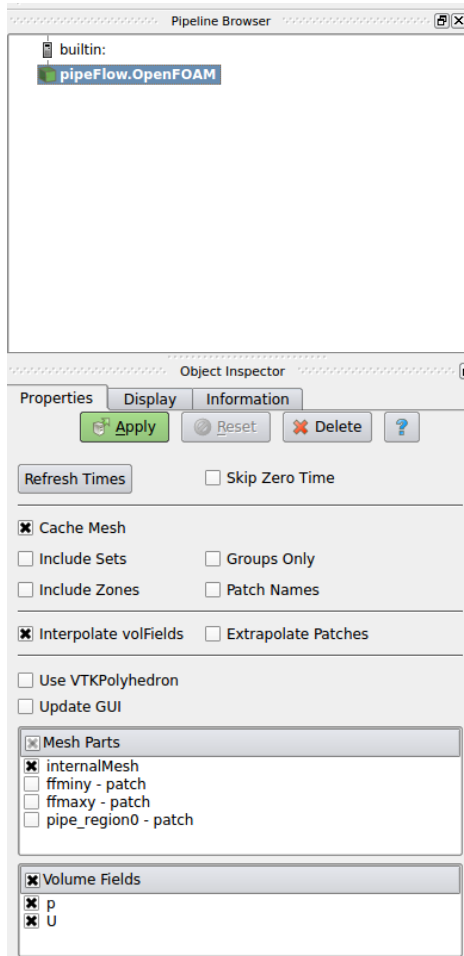 Pipeline Browser
builtin:
pipeFlow.OpenFOAM
Object Inspector
Properties Display Information
Apply Reset Delete ?
Refresh Times Skip Zero Time
Cache Mesh
Include Sets Groups Only
Include Zones Patch Names
Interpolate volFields Extrapolate Patches
Use VTKPolyhedron
Update GUI
Mesh Parts
internalMesh
ffminy - patch
ffmaxy - patch
pipe_region0 - patch
Volume Fields
p
U